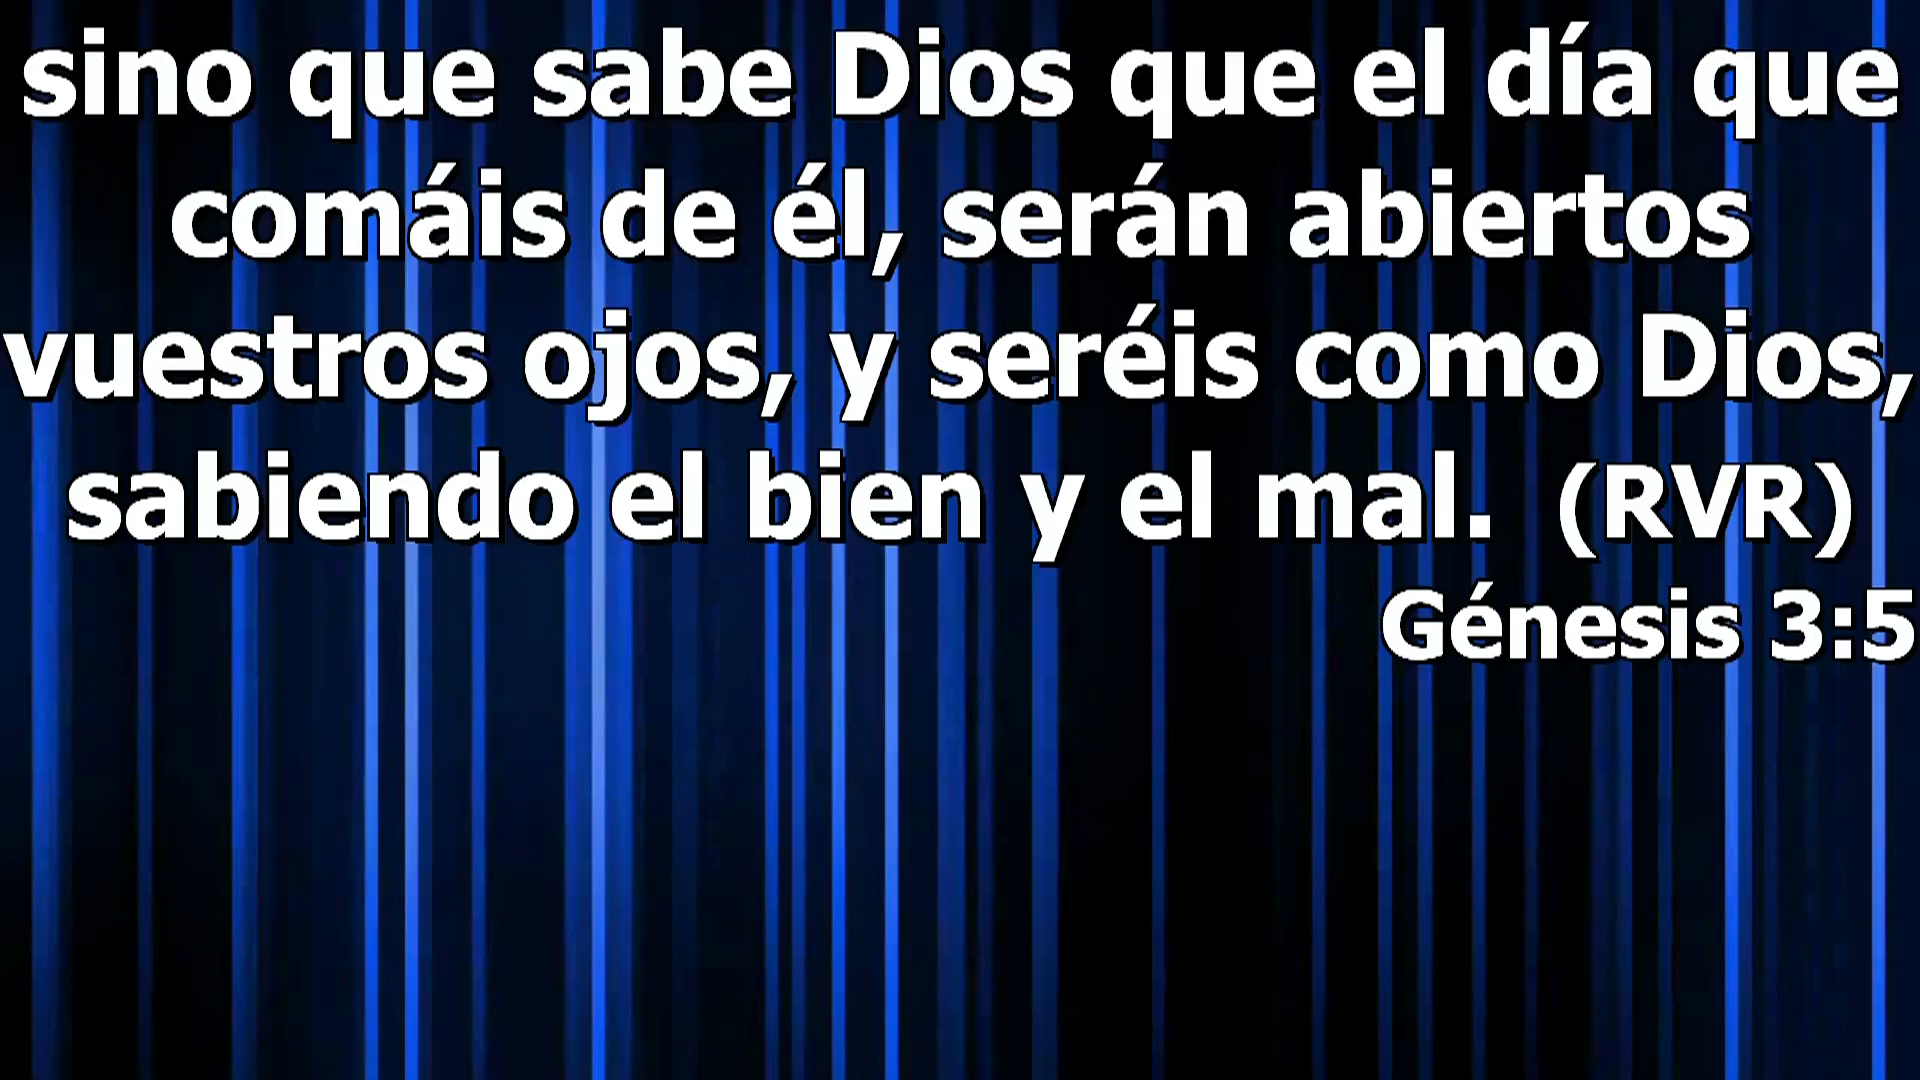 sino que sabe Dios que el día que
comáis de él, serán abiertos
vuestros ojos, y seréis como Dios,
sabiendo el bien y el mal. (RVR)
Génesis 3:5